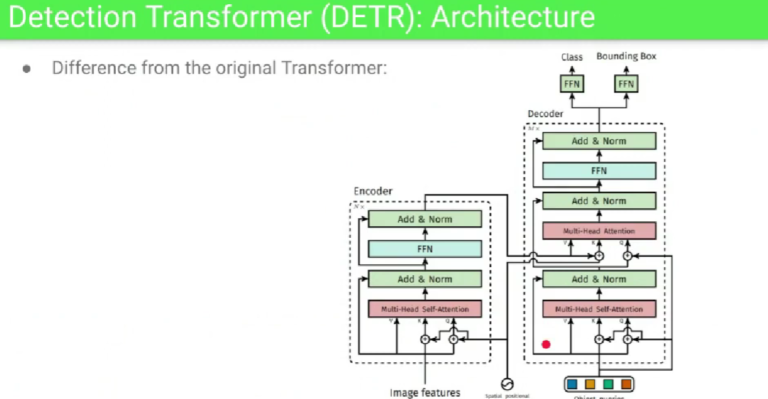 Detection Transformer (DETR): Architecture
Difference from the original Transformer:
Class
Bounding Box
FFN
FFN
Decoder
Add & Norm
FFN
Add & Norm
Multi-Head Attention
V
K
Q
Add & Norm
Multi-Head Self-Attention
V
K
Q
Encoder
Add & Norm
FFN
Add & Norm
Multi-Head Self-Attention
V
K
Q
Image features
Spatial positional
Object queries